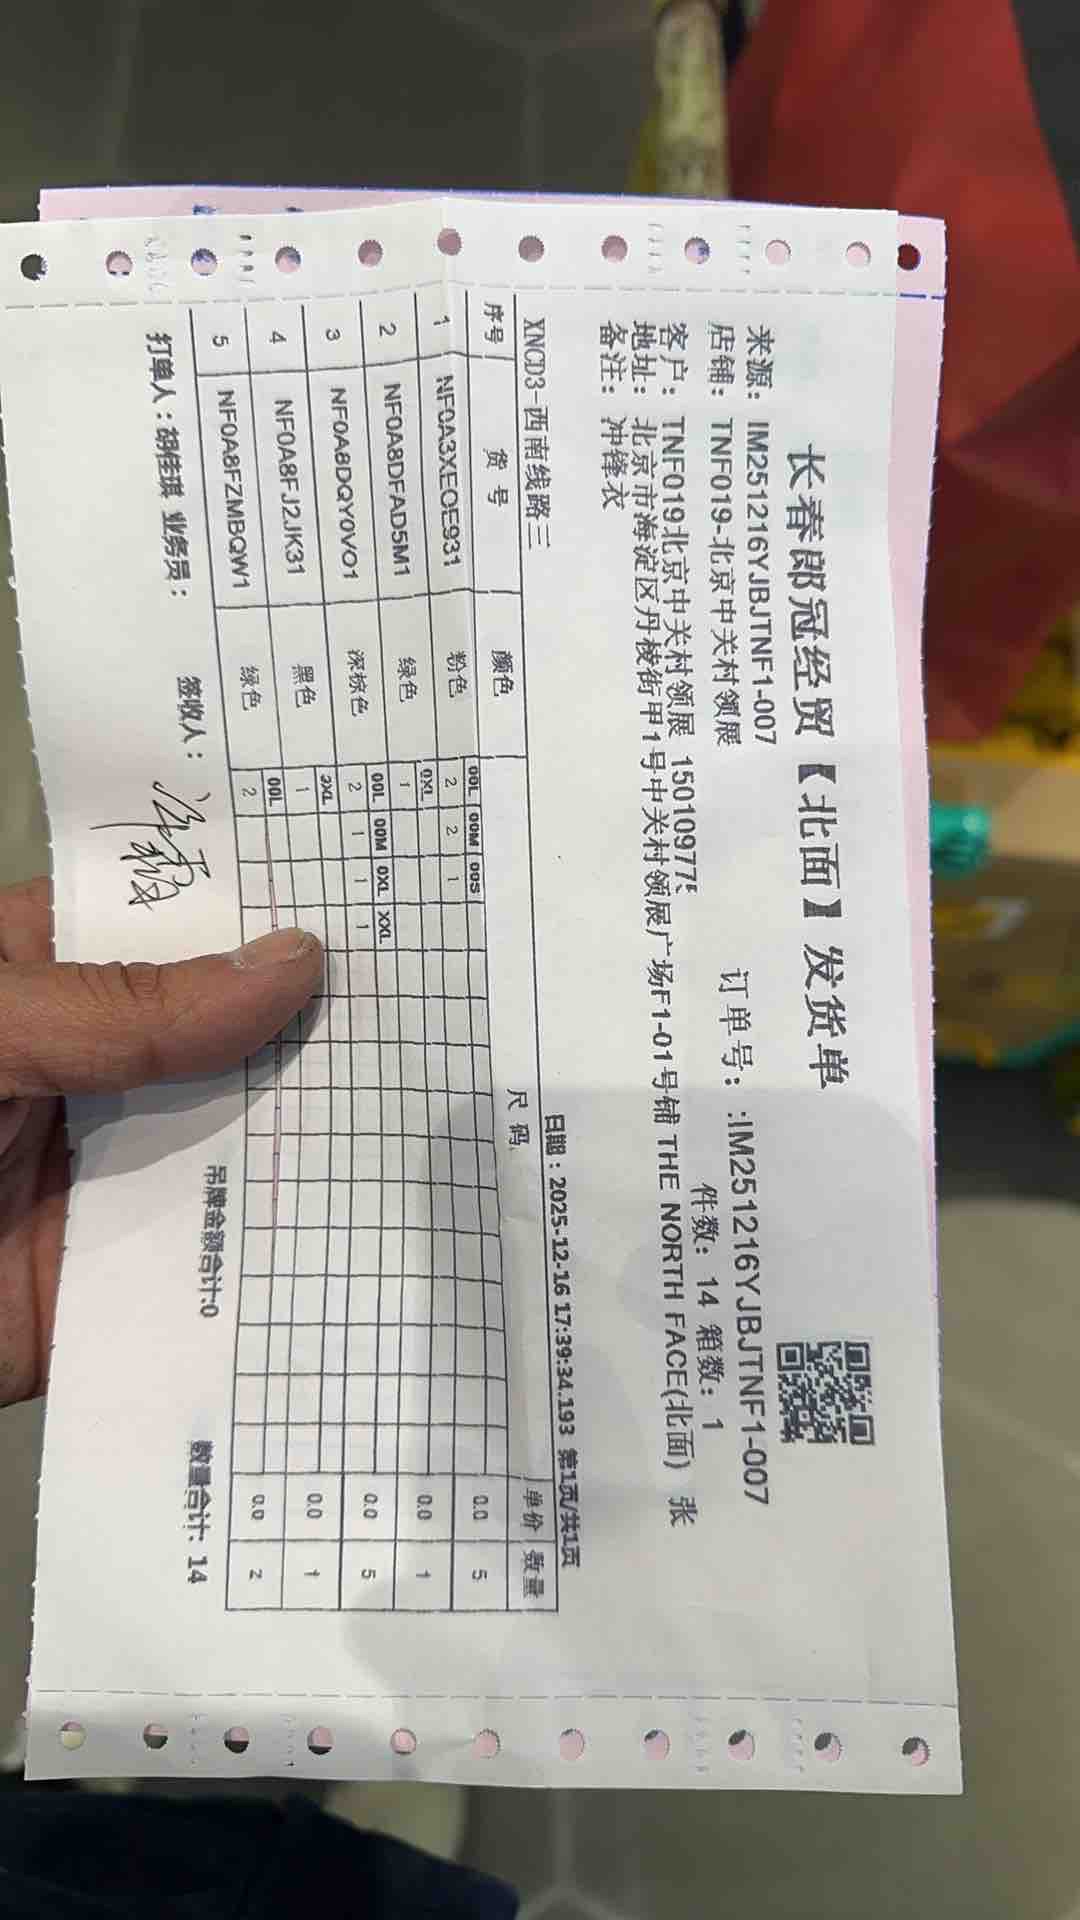 长春郎冠经贸【北面】发货单
来源：IM251216YJBJTNF1-007
订单号：:IM251216YJBJTNF1-007
店铺：TNF019-北京中关村领展
件数：14 箱数：1
客户：TNF019北京中关村领展 15010977
地址：北京市海淀区丹棱街甲1号中关村领展广场F1-01号铺 THE NORTH FACE(北面) 张
备注：冲锋衣
XNCD3-西南线路三 日期：2025-12-16 17:39:34.193 第1页/共1页
序号 货号 颜色 尺码 单价 数量
00L 00M 00S
1 NF0A3XEOE931 粉色 2 2 1 0.0 5
0XL
2 NF0A8DFAD5M1 绿色 1 0.0 1
00L 00M 0XL XXL
3 NF0A8DQY0VO1 深棕色 2 1 1 1 0.0 5
4 NF0A8FJ2JK31 黑色 1 0.0 1
00L
5 NF0A8FZMBQW1 绿色 2 0.0 2
打单人：胡佳琪 业务员： 签收人： 吊牌金额合计:0 数量合计: 14